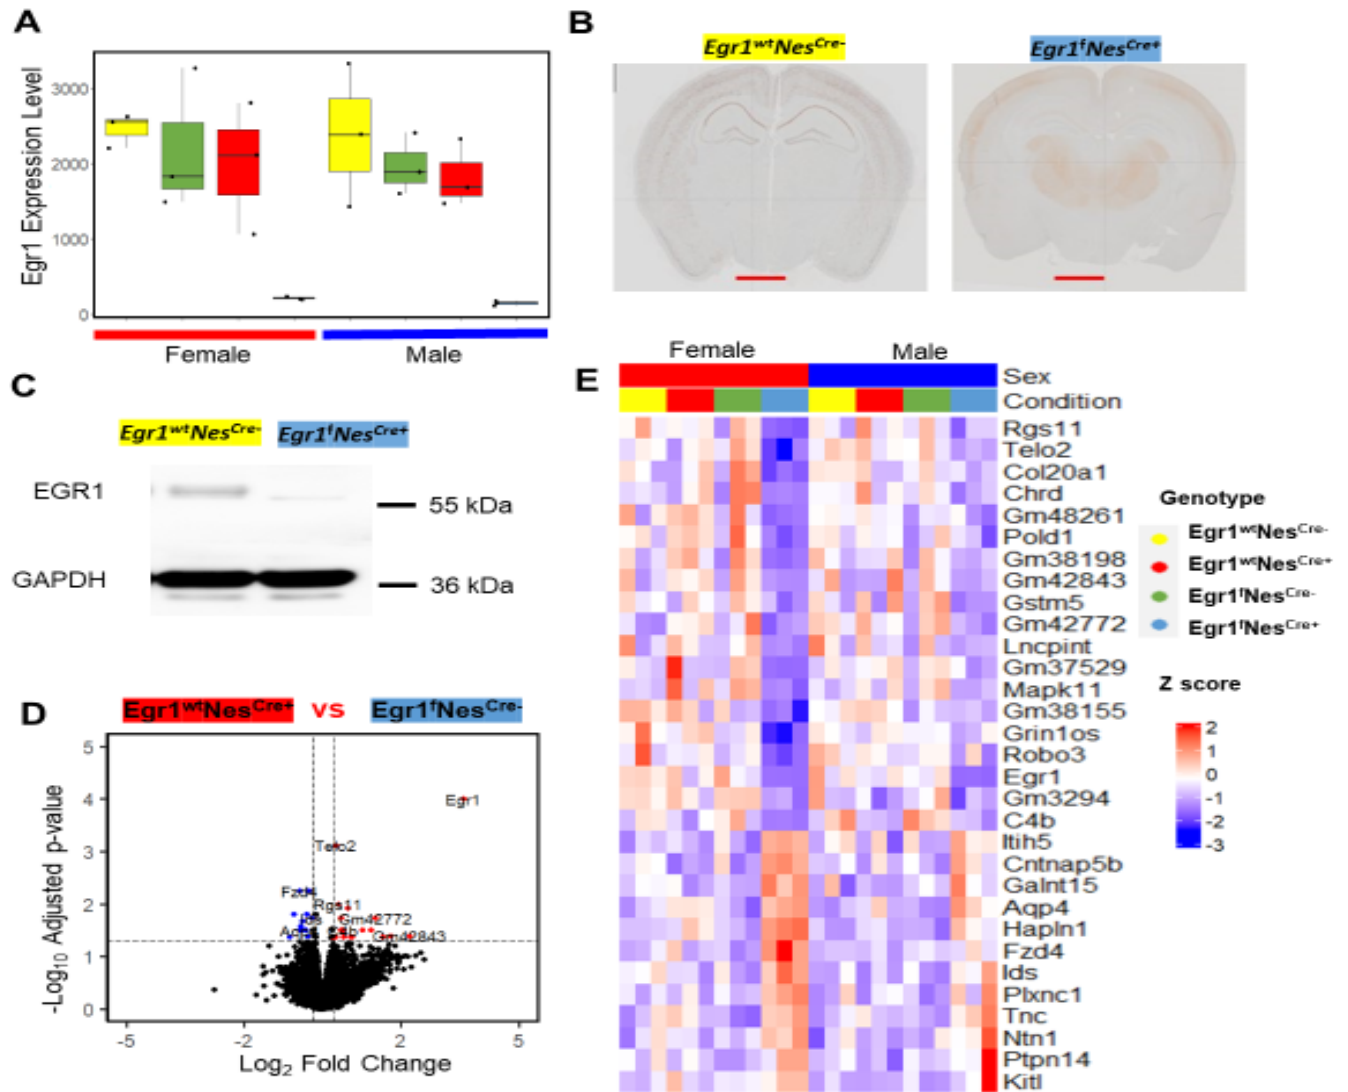 A
Egr1 Expression Level
3000
2000
1000
0
Female
Male
B
Egr1wtNesCre-
Egr1fNesCre+
C
Egr1wtNesCre-
Egr1fNesCre+
EGR1
55 kDa
GAPDH
36 kDa
D
Egr1wtNesCre+ vs Egr1fNesCre-
-Log10 Adjusted p-value
5
4
3
2
1
0
Egr1
Telo2
Fzd4
Rgs11
Gm42772
Gm42843
-5
-2
2
5
Log2 Fold Change
E
Female
Male
Sex
Condition
Rgs11
Telo2
Col20a1
Chrd
Gm48261
Pold1
Gm38198
Gm42843
Gstm5
Gm42772
Lncpint
Gm37529
Mapk11
Gm38155
Grin1os
Robo3
Egr1
Gm3294
C4b
Itih5
Cntnap5b
Galnt15
Aqp4
Hapln1
Fzd4
Ids
Plxnc1
Tnc
Ntn1
Ptpn14
Kitl
Genotype
Egr1wtNesCre-
Egr1wtNesCre+
Egr1fNesCre-
Egr1fNesCre+
Z score
2
1
0
-1
-2
-3